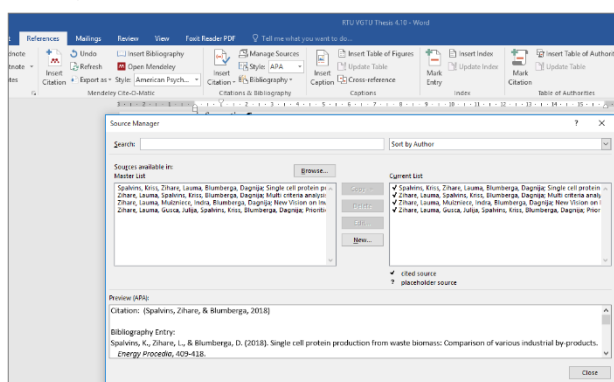 RTU VGTU Thesis 4.10 - Word
References Mailings Review View Foxit Reader PDF Tell me what you want to do...
Undo Insert Bibliography Manage Sources Insert Table of Figures Insert Index Insert Table of Authorit
Refresh Open Mendeley Style: APA Update Table Update Index Update Table
Insert Citation Export as Style: American Psych... Insert Citation Bibliography Insert Caption Cross-reference Mark Entry Mark Citation
Mendeley Cite-O-Matic Citations & Bibliography Captions Index Table of Authorities
Source Manager ? ×
Search: Sort by Author
Sources available in:
Master List Browse... Current List
Spalvins, Kriss, Zihare, Lauma, Blumberga, Dagnija; Single cell protein pr
Zihare, Lauma, Spalvins, Kriss, Blumberga, Dagnija; Multi criteria analysi
Zihare, Lauma, Muizniece, Indra, Blumberga, Dagnija; New Vision on In
Zihare, Lauma, Gusca, Julija, Spalvins, Kriss, Blumberga, Dagnija; Prioriti
Delete
Edit...
New...
✓ Spalvins, Kriss, Zihare, Lauma, Blumberga, Dagnija; Single cell protei
✓ Zihare, Lauma, Spalvins, Kriss, Blumberga, Dagnija; Multi criteria ana
✓ Zihare, Lauma, Muizniece, Indra, Blumberga, Dagnija; New Vision on I
✓ Zihare, Lauma, Gusca, Julija, Spalvins, Kriss, Blumberga, Dagnija; Pri
✓ cited source
? placeholder source
Preview (APA):
Citation: (Spalvins, Zihare, & Blumberga, 2018)
Bibliography Entry:
Spalvins, K., Zihare, L., & Blumberga, D. (2018). Single cell protein production from waste biomass: Comparison of various industrial by-products.
Energy Procedia, 409-418.
Close